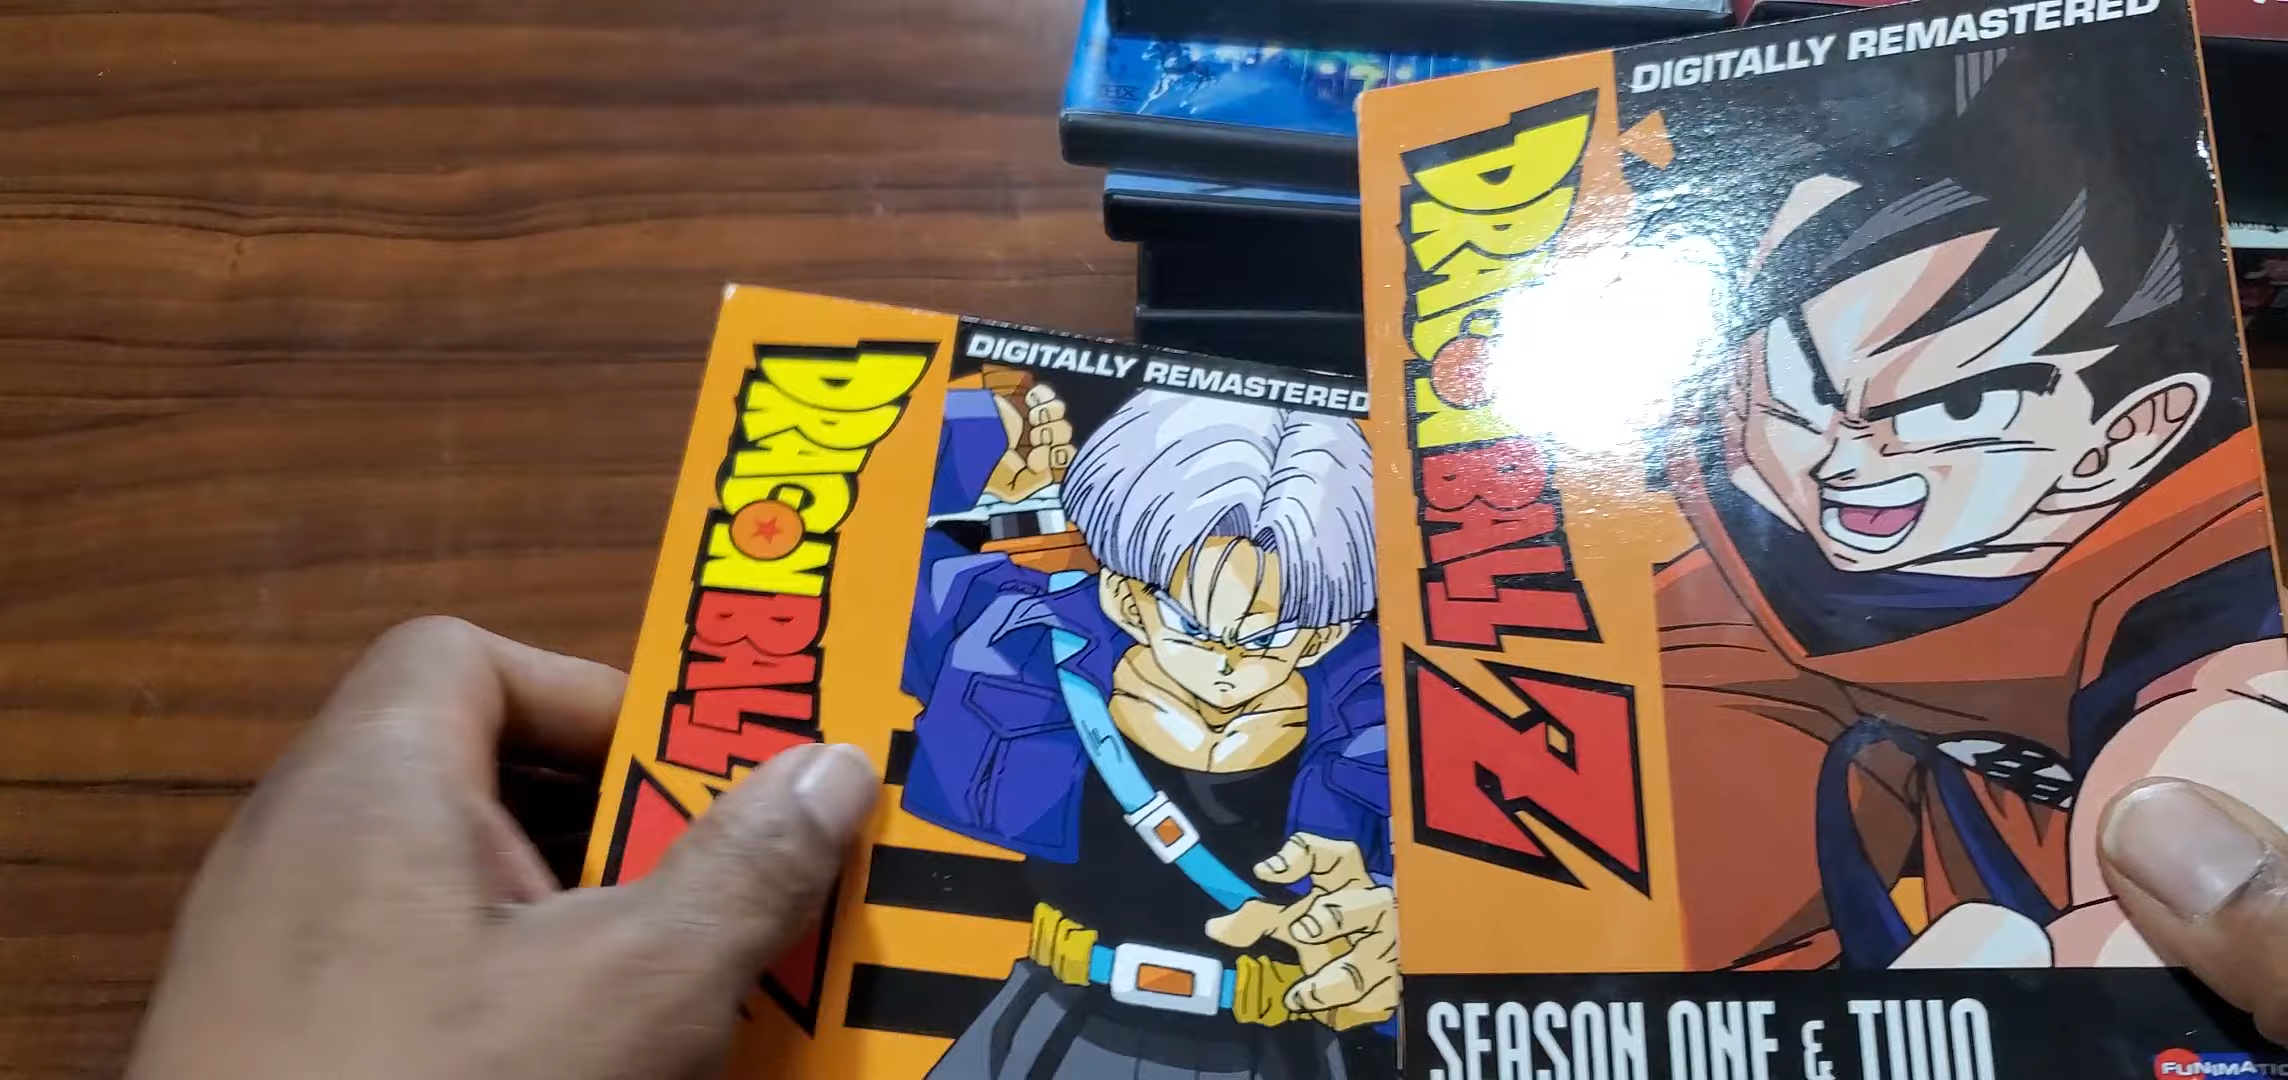 DIGITALLY REMASTERED
DRAGON BALL
Z
DIGITALLY REMASTERED
DRAGON BALL
Z
SEASON ONE & TWO